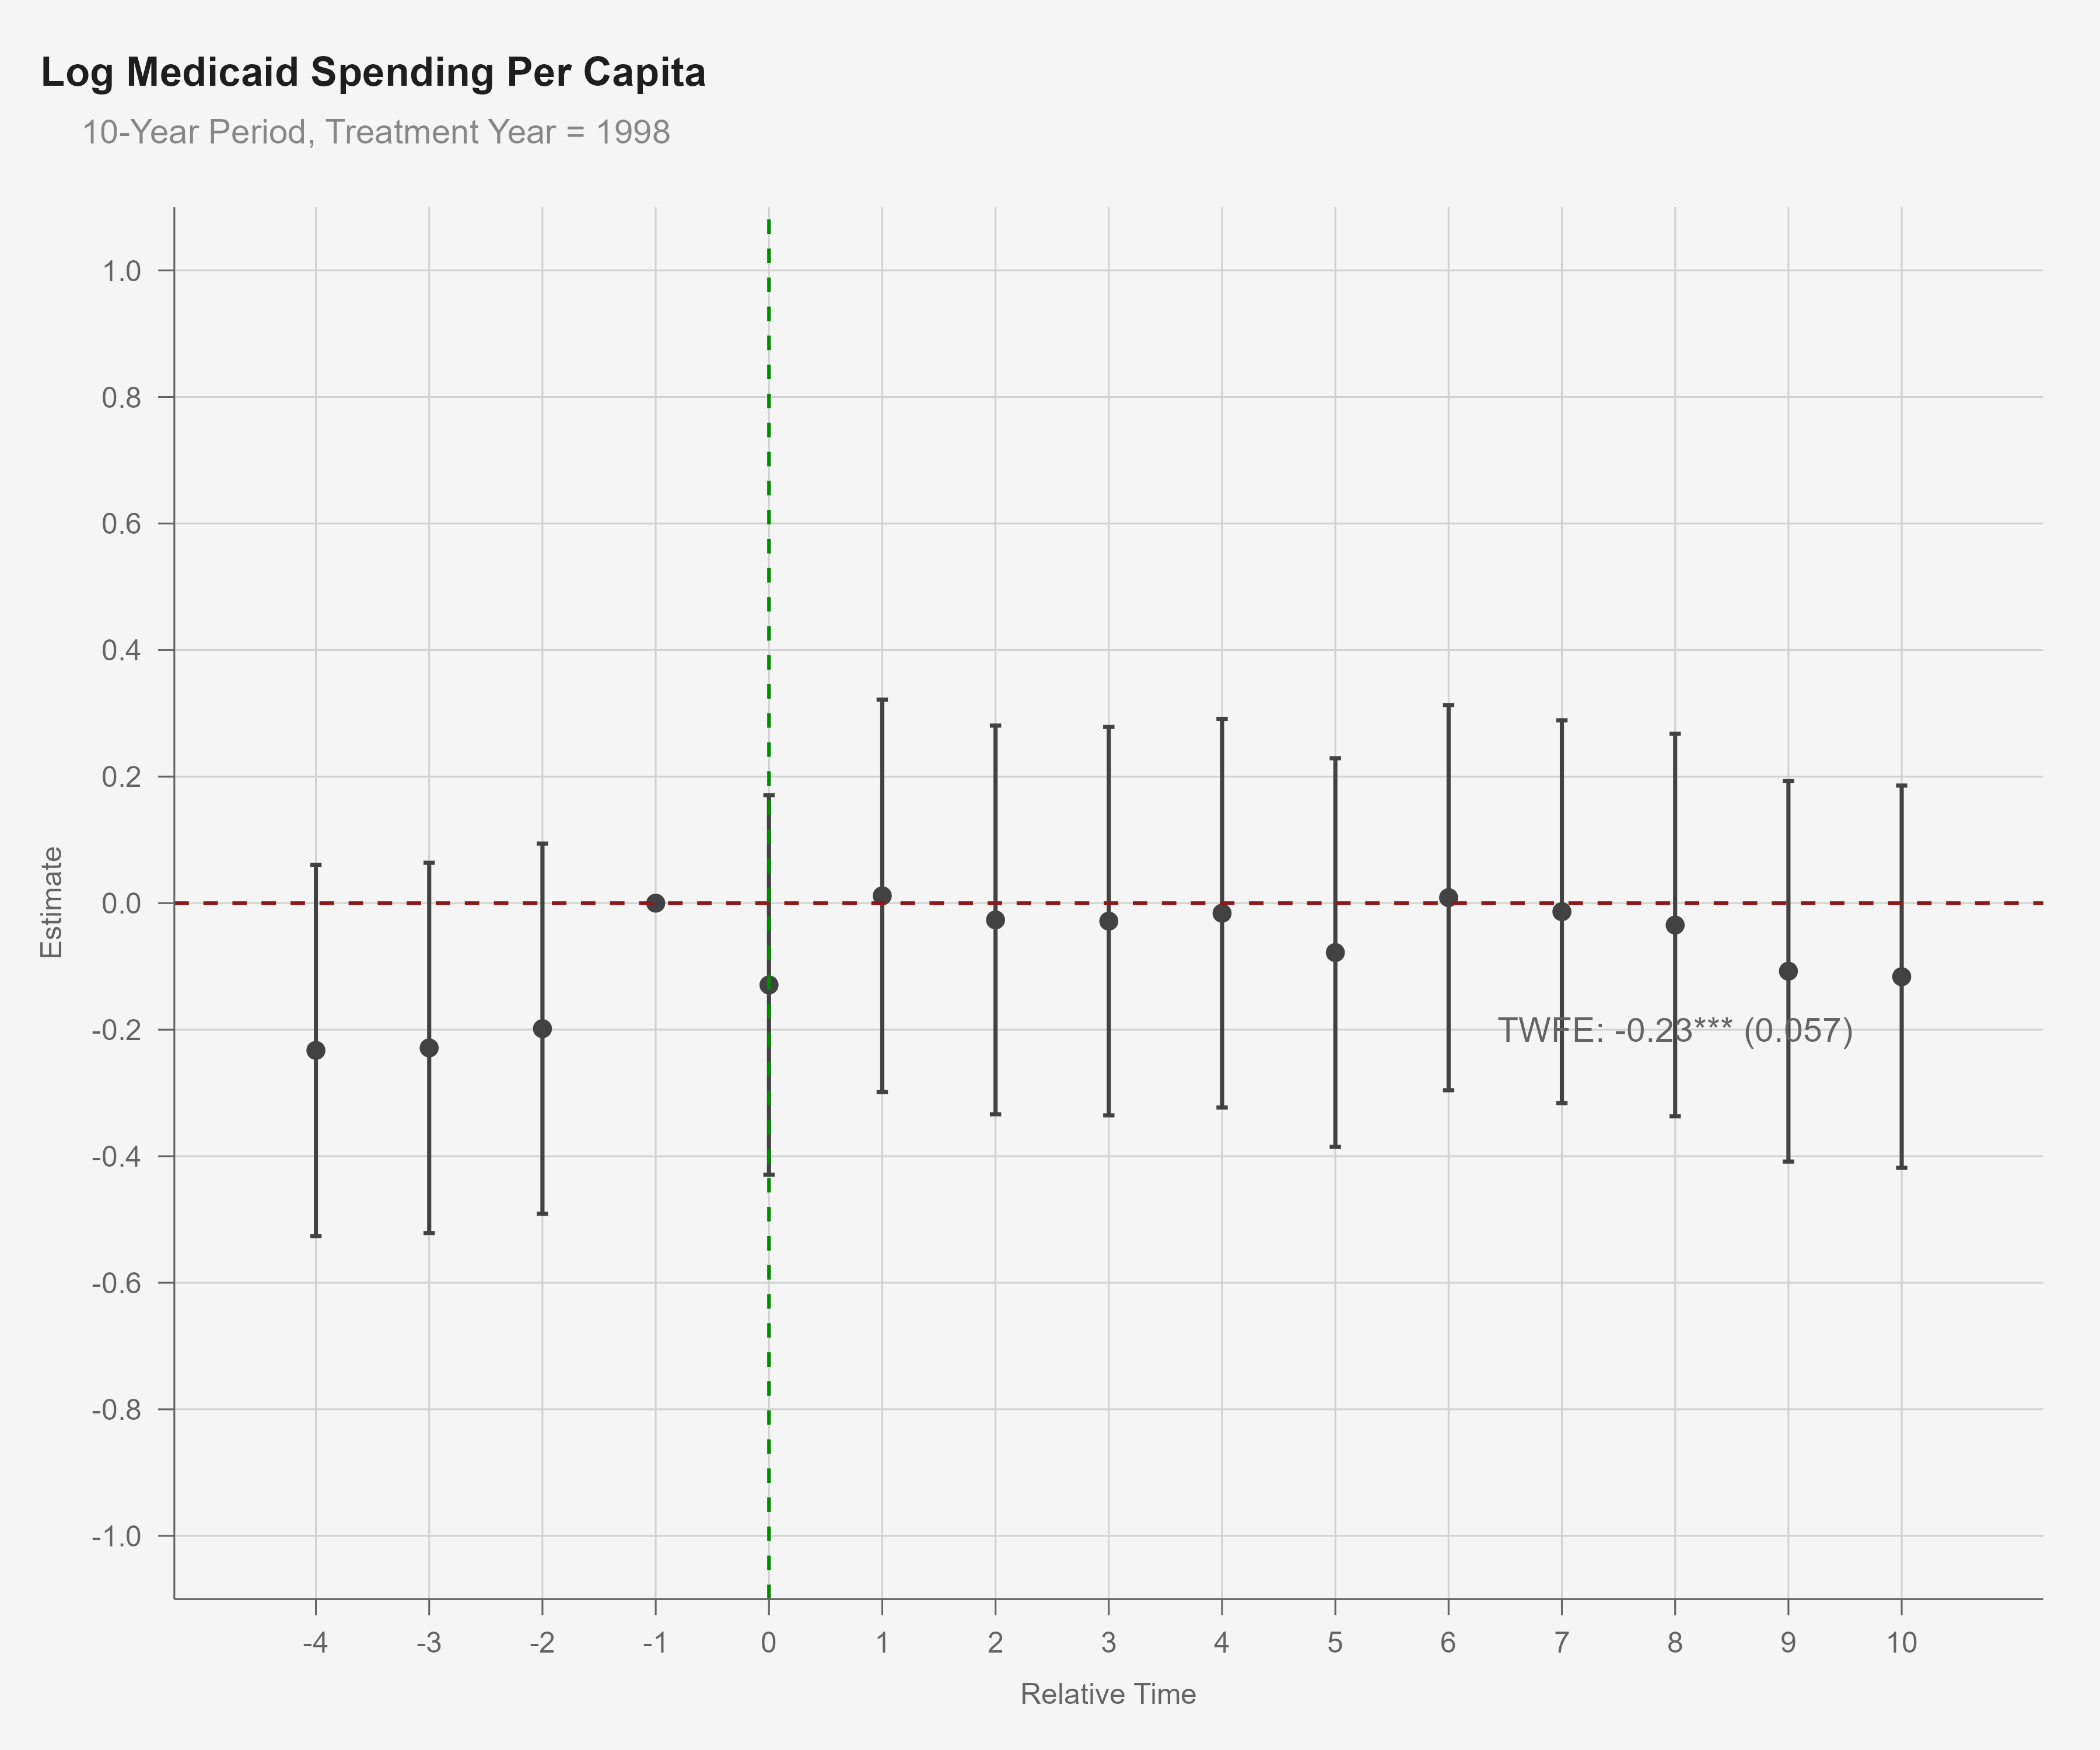 Log Medicaid Spending Per Capita
10-Year Period, Treatment Year = 1998
1.0
0.8
0.6
0.4
0.2
0.0
-0.2
-0.4
-0.6
-0.8
-1.0
Estimate
TWFE: -0.23*** (0.057)
-4 -3 -2 -1 0 1 2 3 4 5 6 7 8 9 10
Relative Time